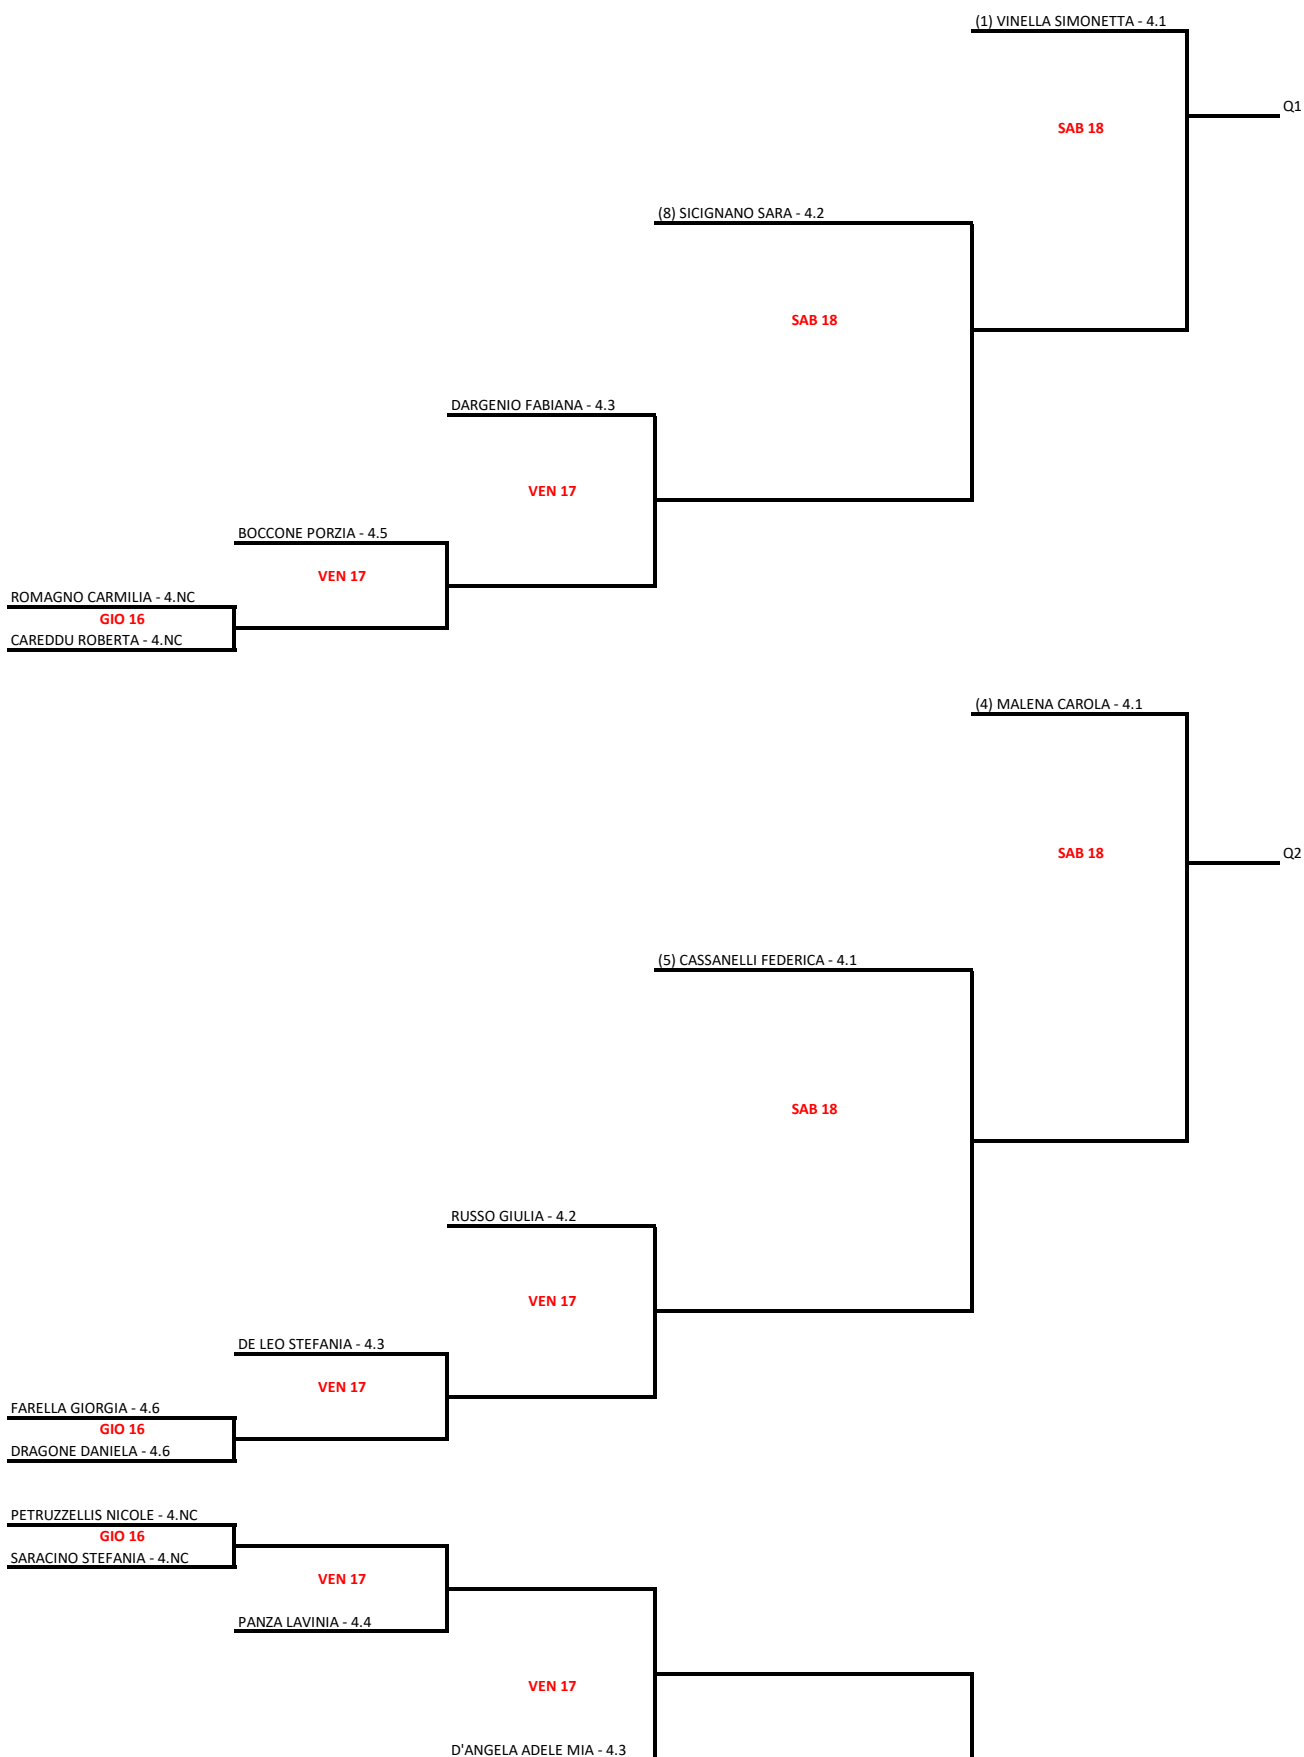 (1) VINELLA SIMONETTA - 4.1
Q1
SAB 18
(8) SICIGNANO SARA - 4.2
SAB 18
DARGENIO FABIANA - 4.3
VEN 17
BOCCONE PORZIA - 4.5
VEN 17
ROMAGNO CARMILIA - 4.NC
GIO 16
CAREDDU ROBERTA - 4.NC
(4) MALENA CAROLA - 4.1
SAB 18
Q2
(5) CASSANELLI FEDERICA - 4.1
SAB 18
RUSSO GIULIA - 4.2
VEN 17
DE LEO STEFANIA - 4.3
VEN 17
FARELLA GIORGIA - 4.6
GIO 16
DRAGONE DANIELA - 4.6
PETRUZZELLIS NICOLE - 4.NC
GIO 16
SARACINO STEFANIA - 4.NC
VEN 17
PANZA LAVINIA - 4.4
VEN 17
D'ANGELA ADELE MIA - 4.3